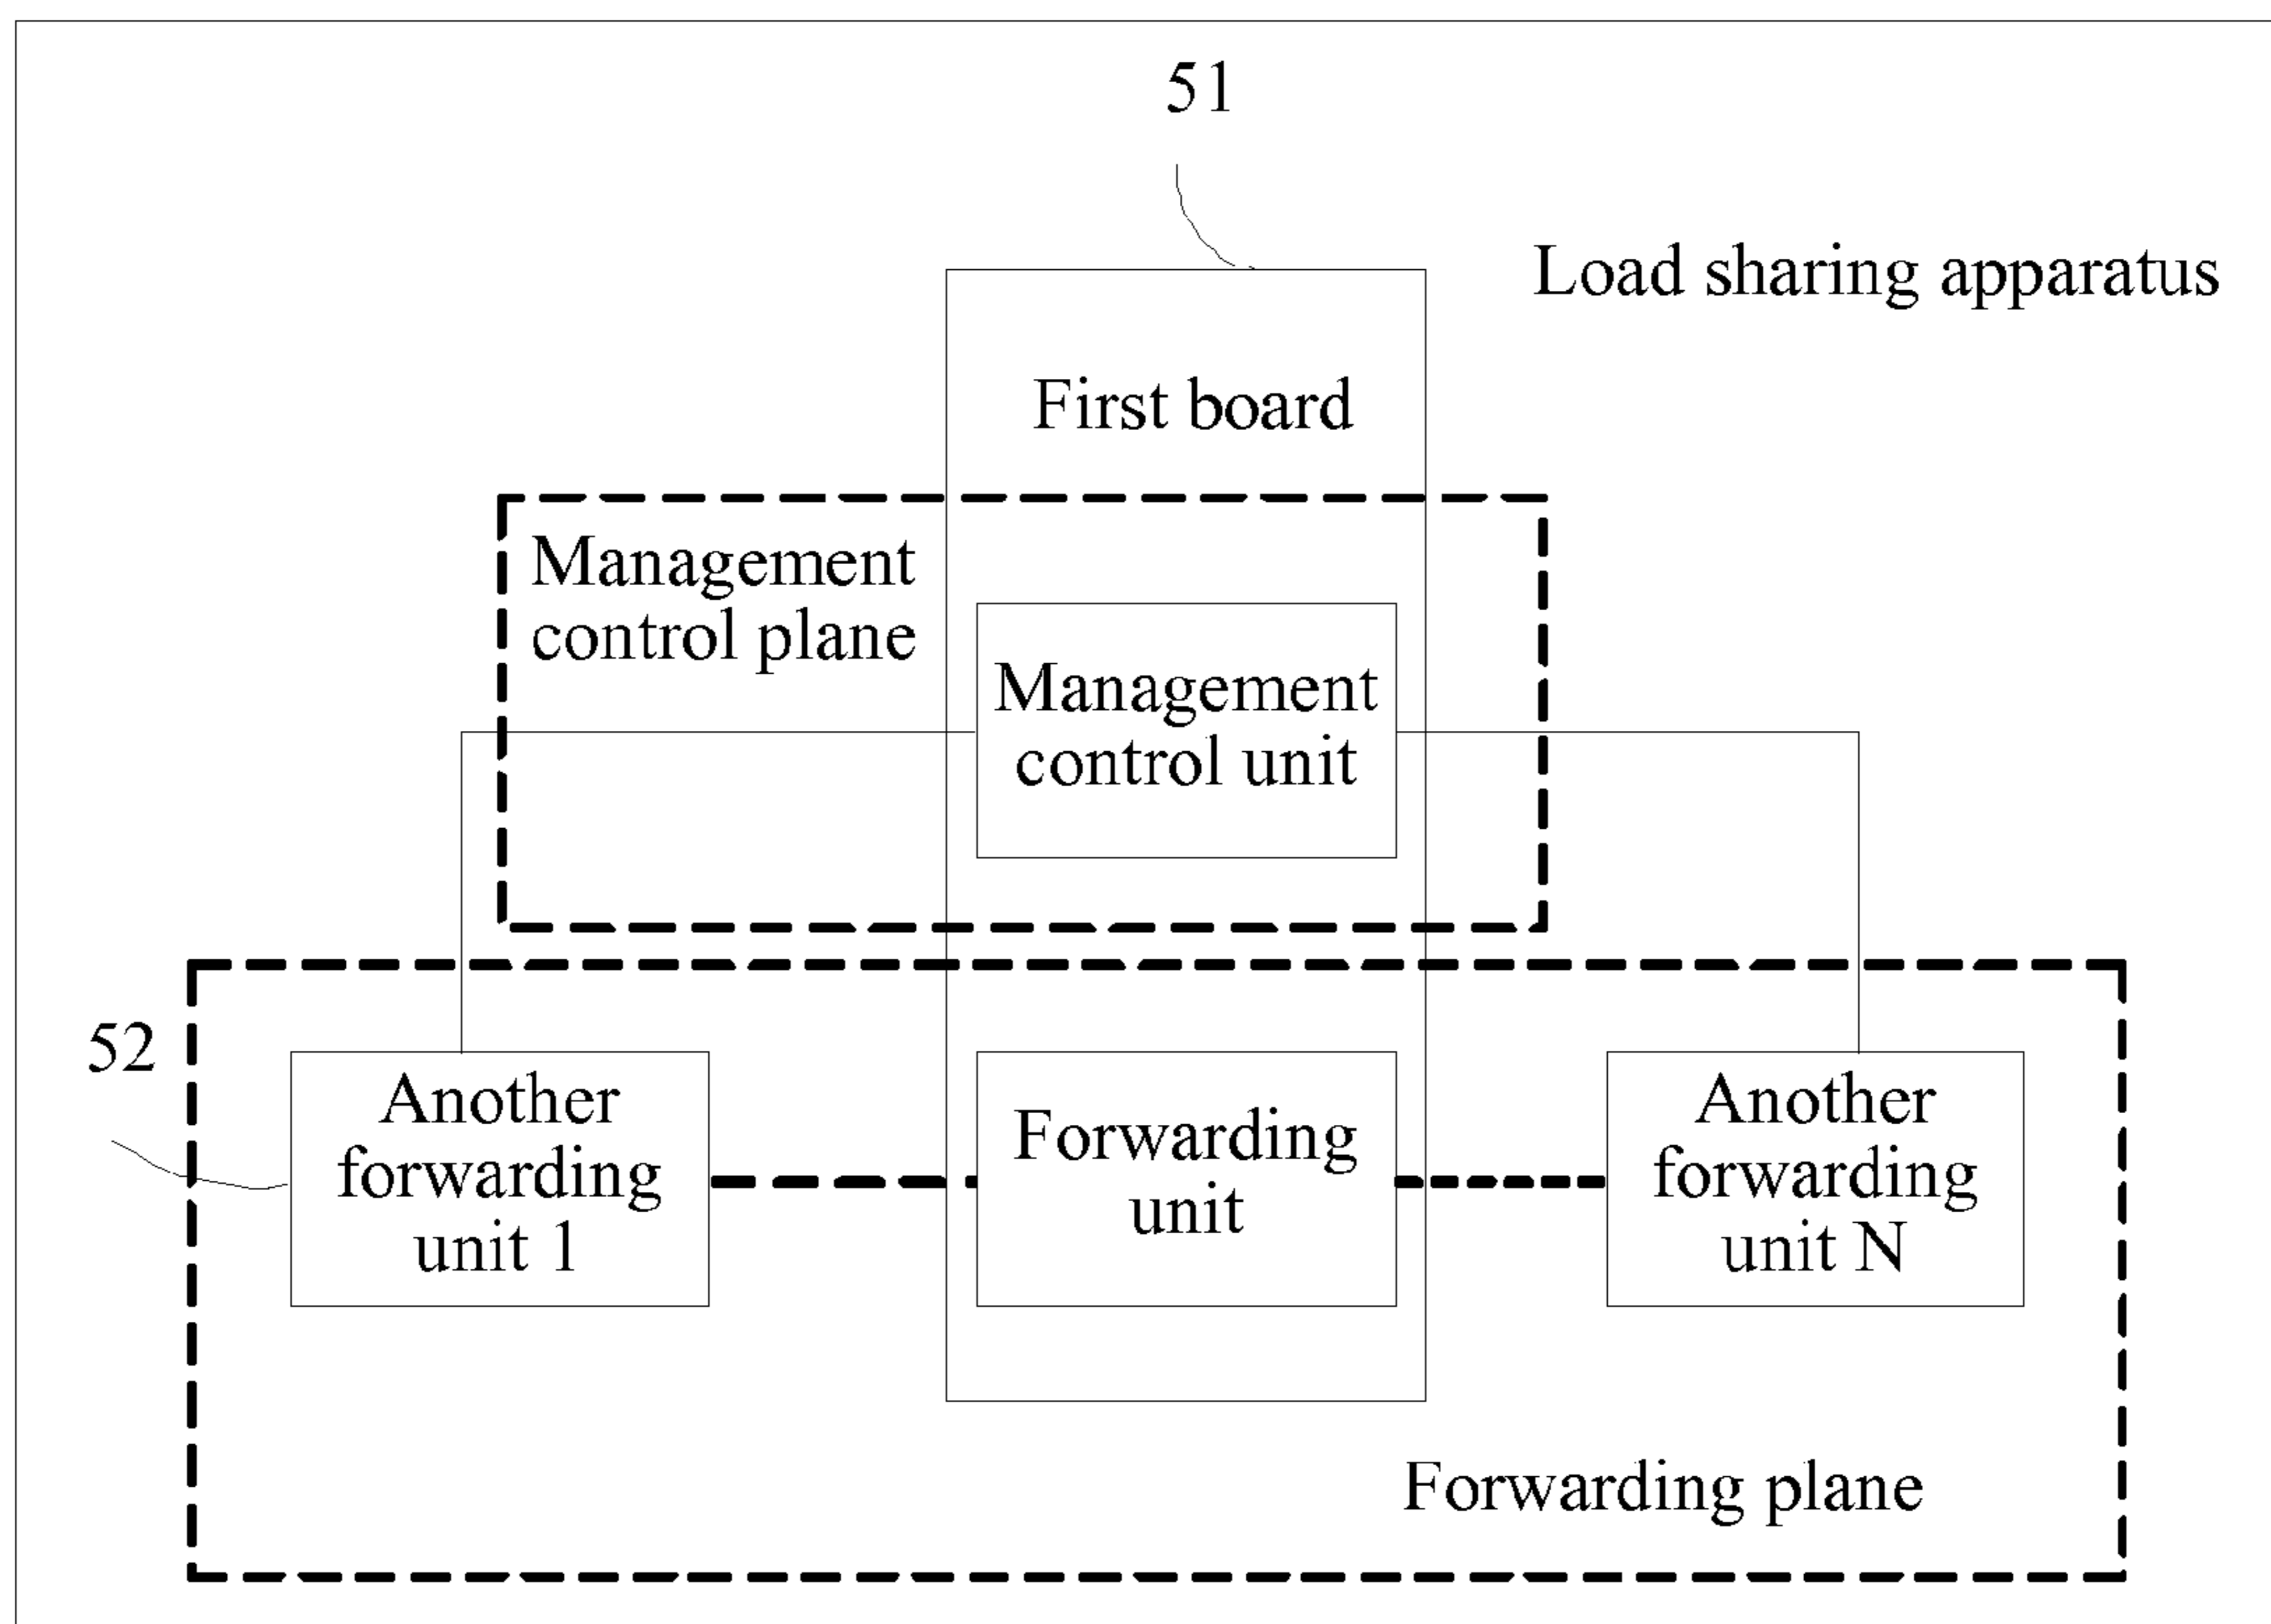 51
Load sharing apparatus
First board
Management
control plane
Management
control unit
52
Another
forwarding
unit 1
Forwarding
unit
Another
forwarding
unit N
Forwarding plane